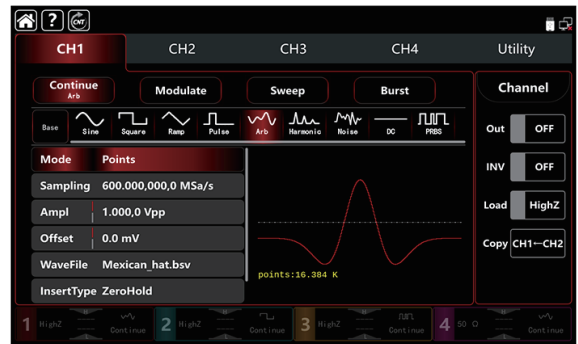 ? CNT
CH1 CH2 CH3 CH4 Utility
Continue
Arb
Modulate Sweep Burst
Channel
Base Sine Square Ramp Pulse Arb Harmonic Noise DC PRBS
Out OFF
Mode Points
INV OFF
Sampling 600.000,000,0 MSa/s
Load HighZ
Ampl 1.000,0 Vpp
Offset 0.0 mV
Copy CH1←CH2
WaveFile Mexican_hat.bsv
points:16.384 K
InsertType ZeroHold
1 HighZ Continue 2 HighZ Continue 3 HighZ Continue 4 50 Ω Continue